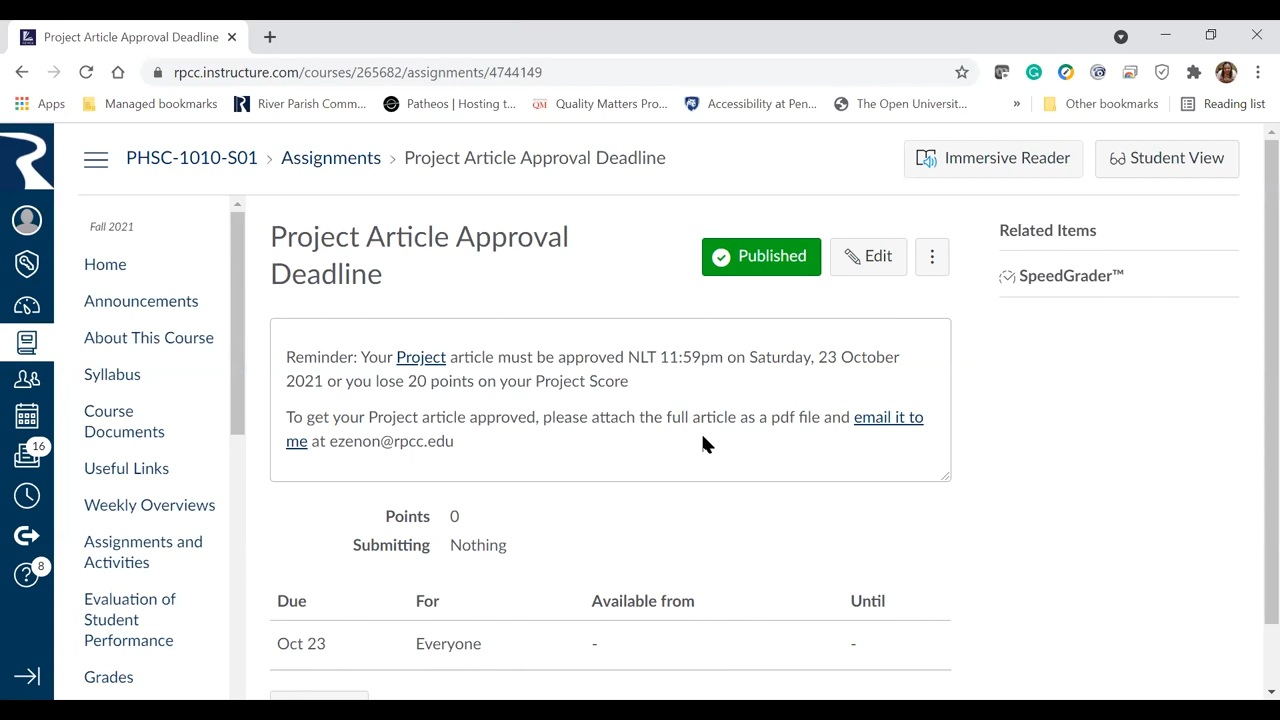 Project Article Approval Deadline
rpcc.instructure.com/courses/265682/assignments/4744149
Apps
Managed bookmarks
River Parish Comm...
Patheos | Hosting t...
QM
Quality Matters Pro...
Accessibility at Pen...
The Open Universit...
»
Other bookmarks
Reading list
PHSC-1010-S01 › Assignments › Project Article Approval Deadline
Immersive Reader
Student View
Fall 2021
Home
Announcements
About This Course
Syllabus
Course
Documents
Useful Links
Weekly Overviews
Assignments and
Activities
Evaluation of
Student
Performance
Grades
16
8
Project Article Approval
Deadline
Published
Edit
Related Items
SpeedGrader™
Reminder: Your Project article must be approved NLT 11:59pm on Saturday, 23 October
2021 or you lose 20 points on your Project Score
To get your Project article approved, please attach the full article as a pdf file and email it to
me at ezenon@rpcc.edu
Points 0
Submitting Nothing
Due For Available from Until
Oct 23 Everyone - -